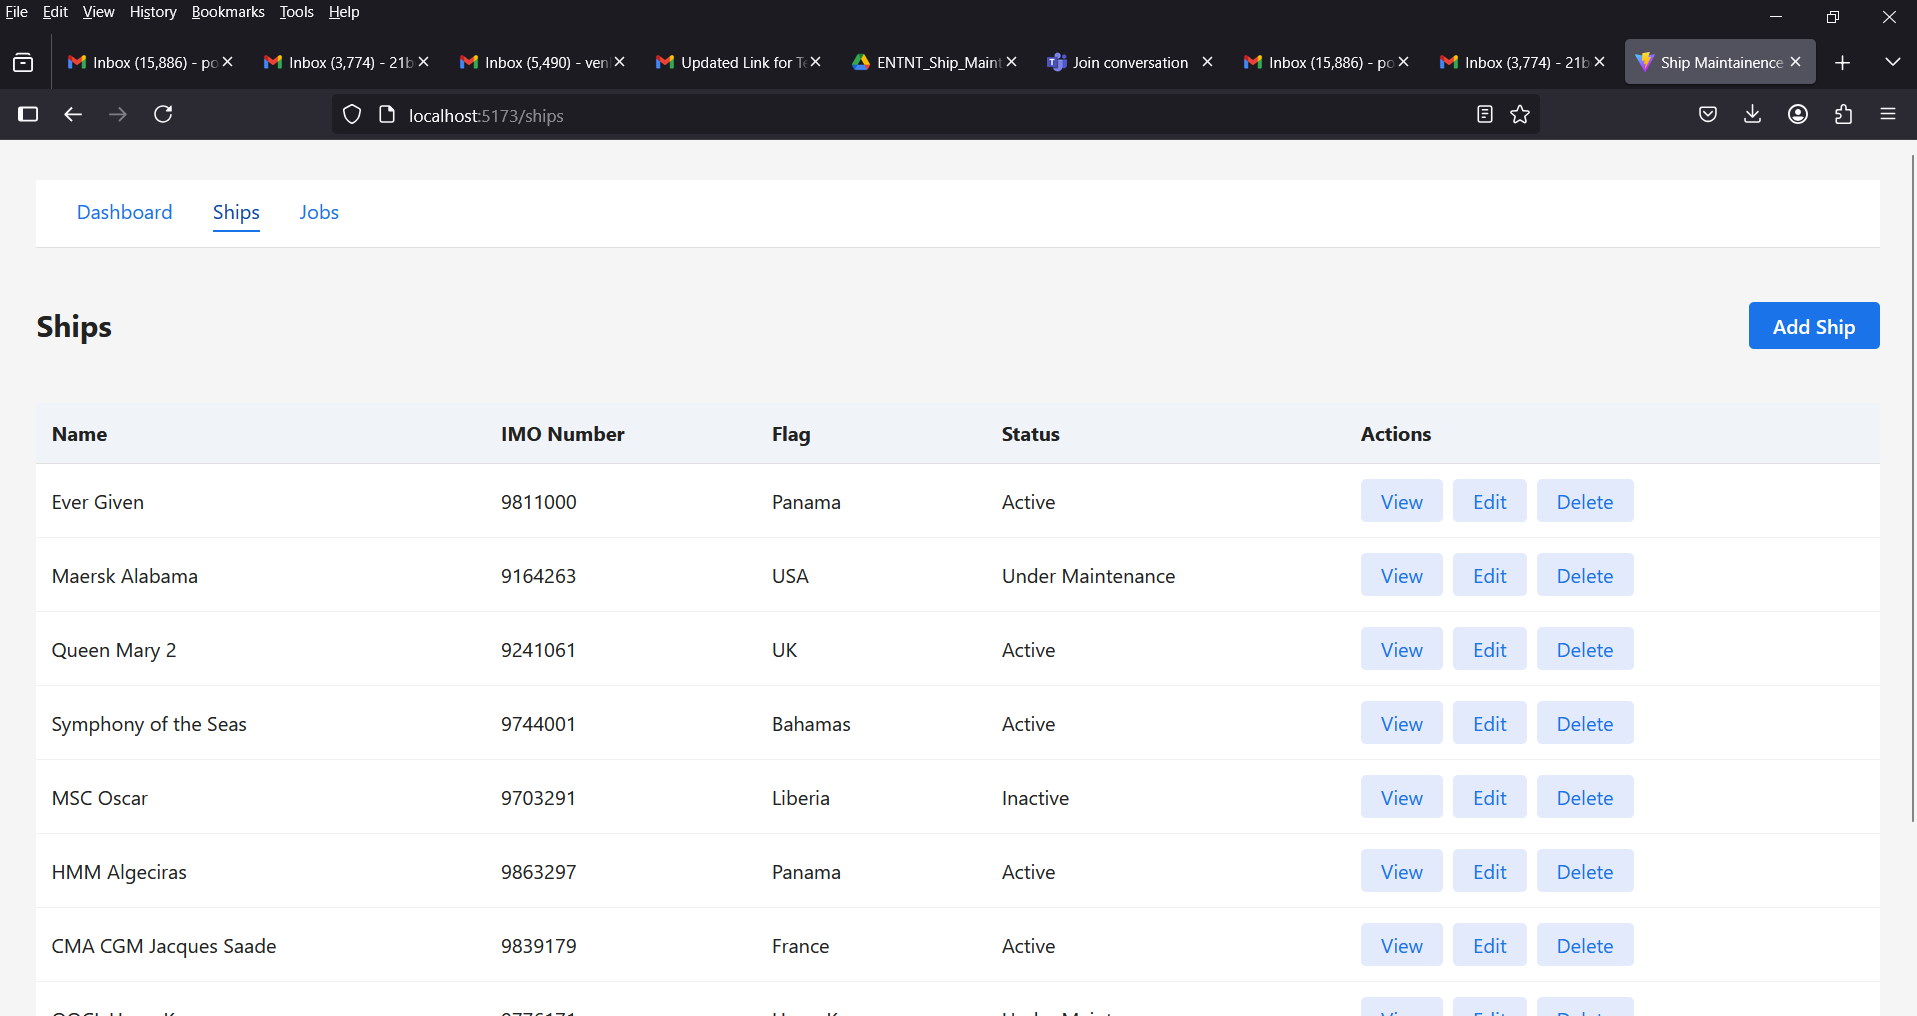 File Edit View History Bookmarks Tools Help
Inbox (15,886) - po Inbox (3,774) - 21b Inbox (5,490) - ven Updated Link for Te ENTNT_Ship_Maint Join conversation Inbox (15,886) - po Inbox (3,774) - 21b Ship Maintainence
localhost:5173/ships
Dashboard Ships Jobs
Ships Add Ship
Name IMO Number Flag Status Actions
Ever Given 9811000 Panama Active View Edit Delete
Maersk Alabama 9164263 USA Under Maintenance View Edit Delete
Queen Mary 2 9241061 UK Active View Edit Delete
Symphony of the Seas 9744001 Bahamas Active View Edit Delete
MSC Oscar 9703291 Liberia Inactive View Edit Delete
HMM Algeciras 9863297 Panama Active View Edit Delete
CMA CGM Jacques Saade 9839179 France Active View Edit Delete